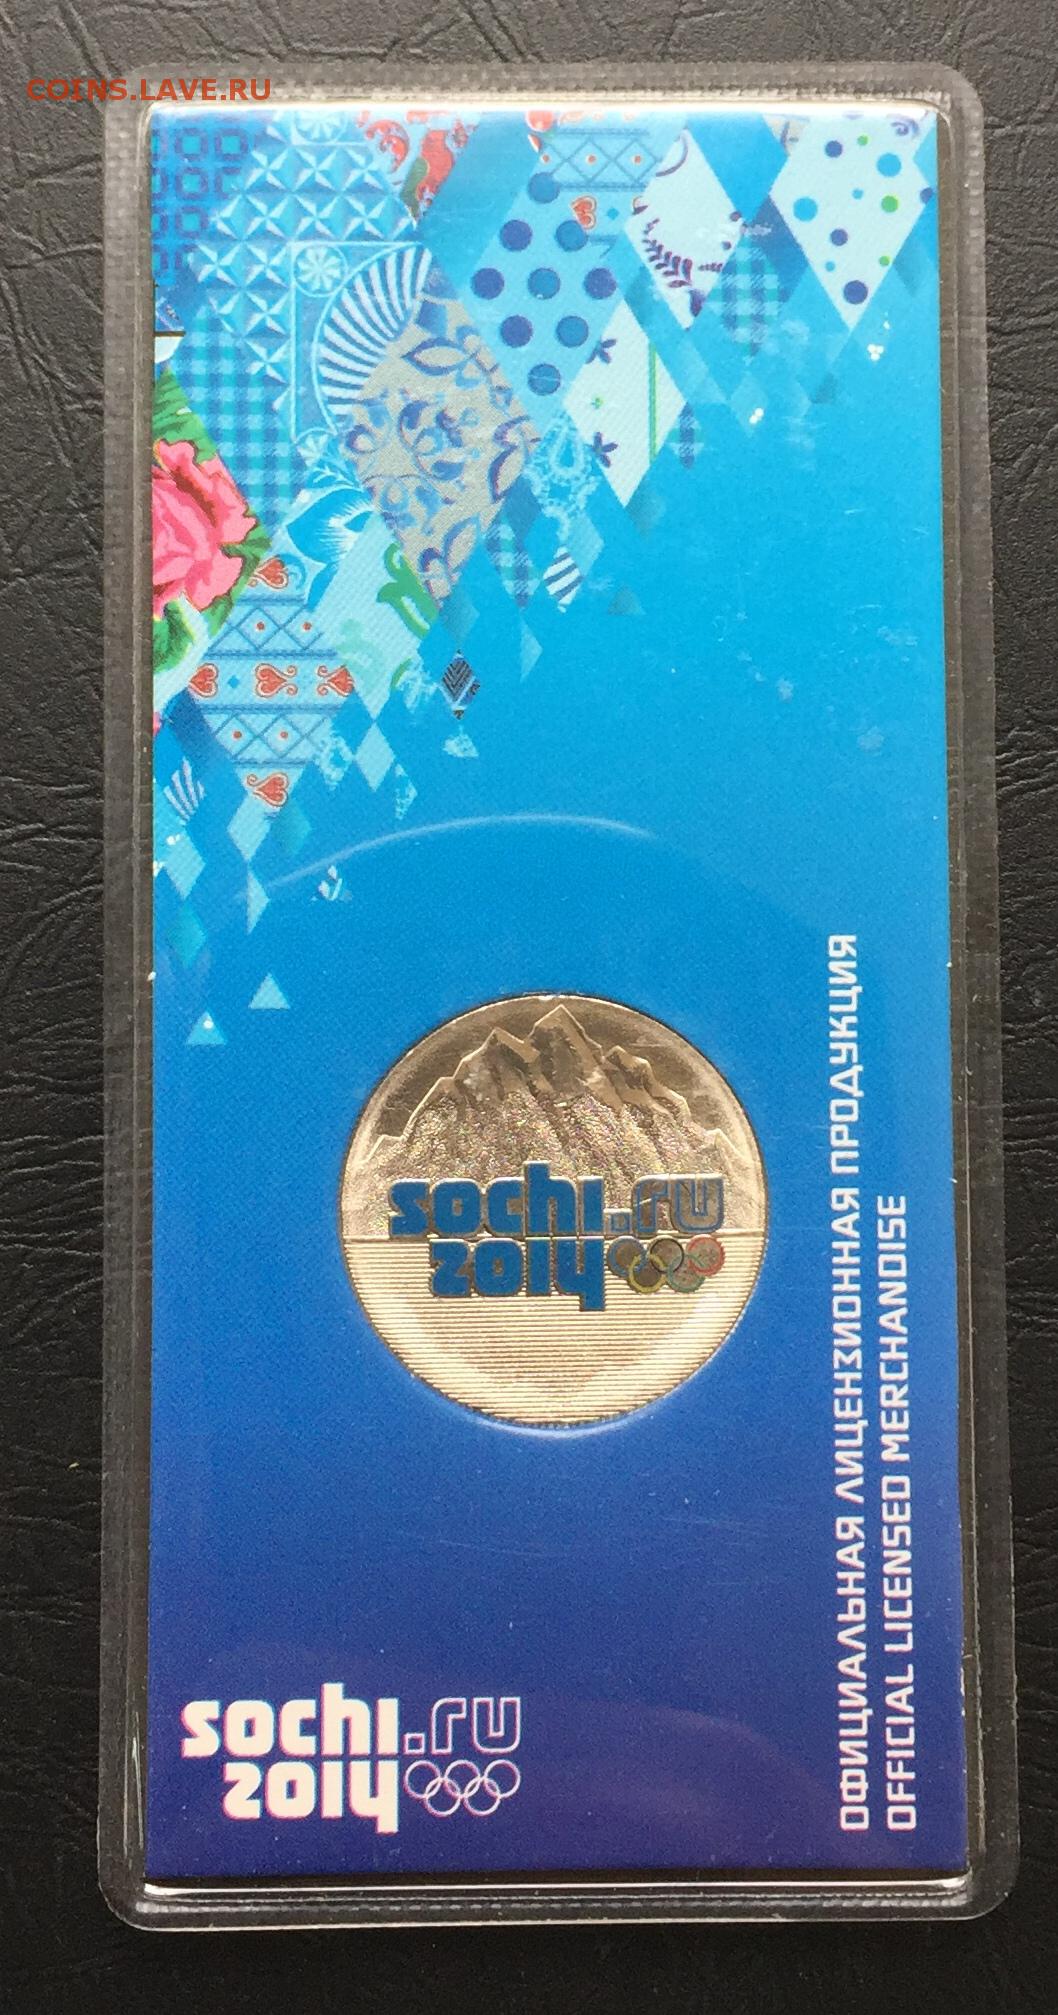 COINS.LAVE.RU
sochi.ru
2014
ОФИЦИАЛЬНАЯ ЛИЦЕНЗИОННАЯ ПРОДУКЦИЯ
OFFICIAL LICENSED MERCHANDISE
sochi.ru
2014